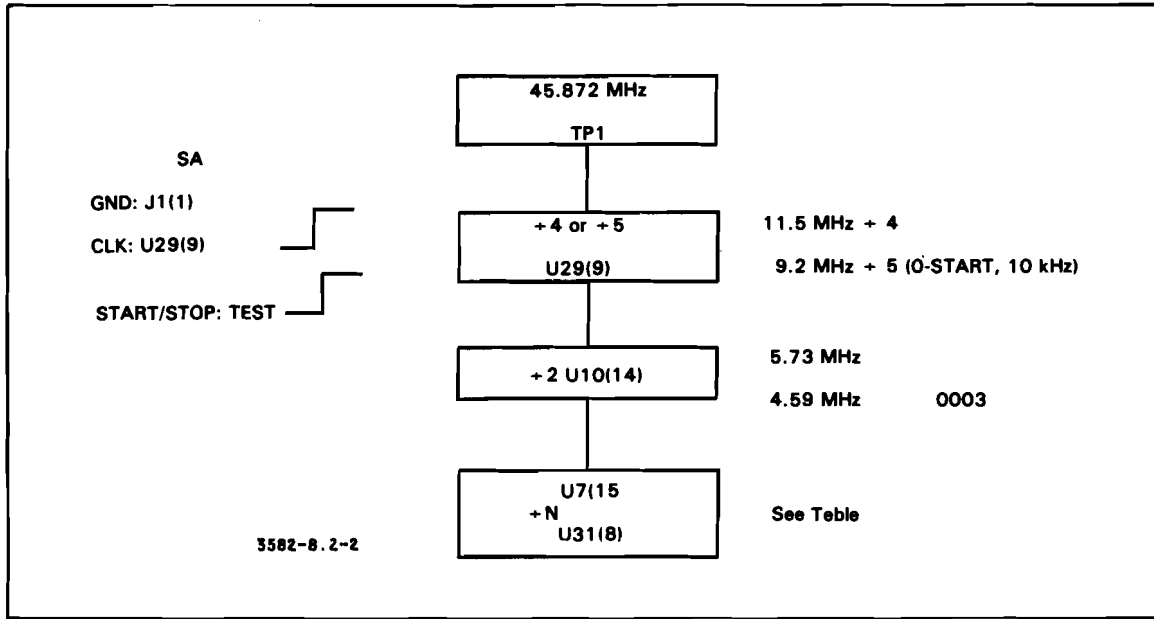 45.872 MHz
TP1
SA
GND: J1(1)
CLK: U29(9)
START/STOP: TEST
÷4 or ÷5
U29(9)
11.5 MHz ÷ 4
9.2 MHz ÷ 5 (0-START, 10 kHz)
÷2 U10(14)
5.73 MHz
4.59 MHz 0003
U7(15
÷N
U31(8)
See Teble
3582-8.2-2